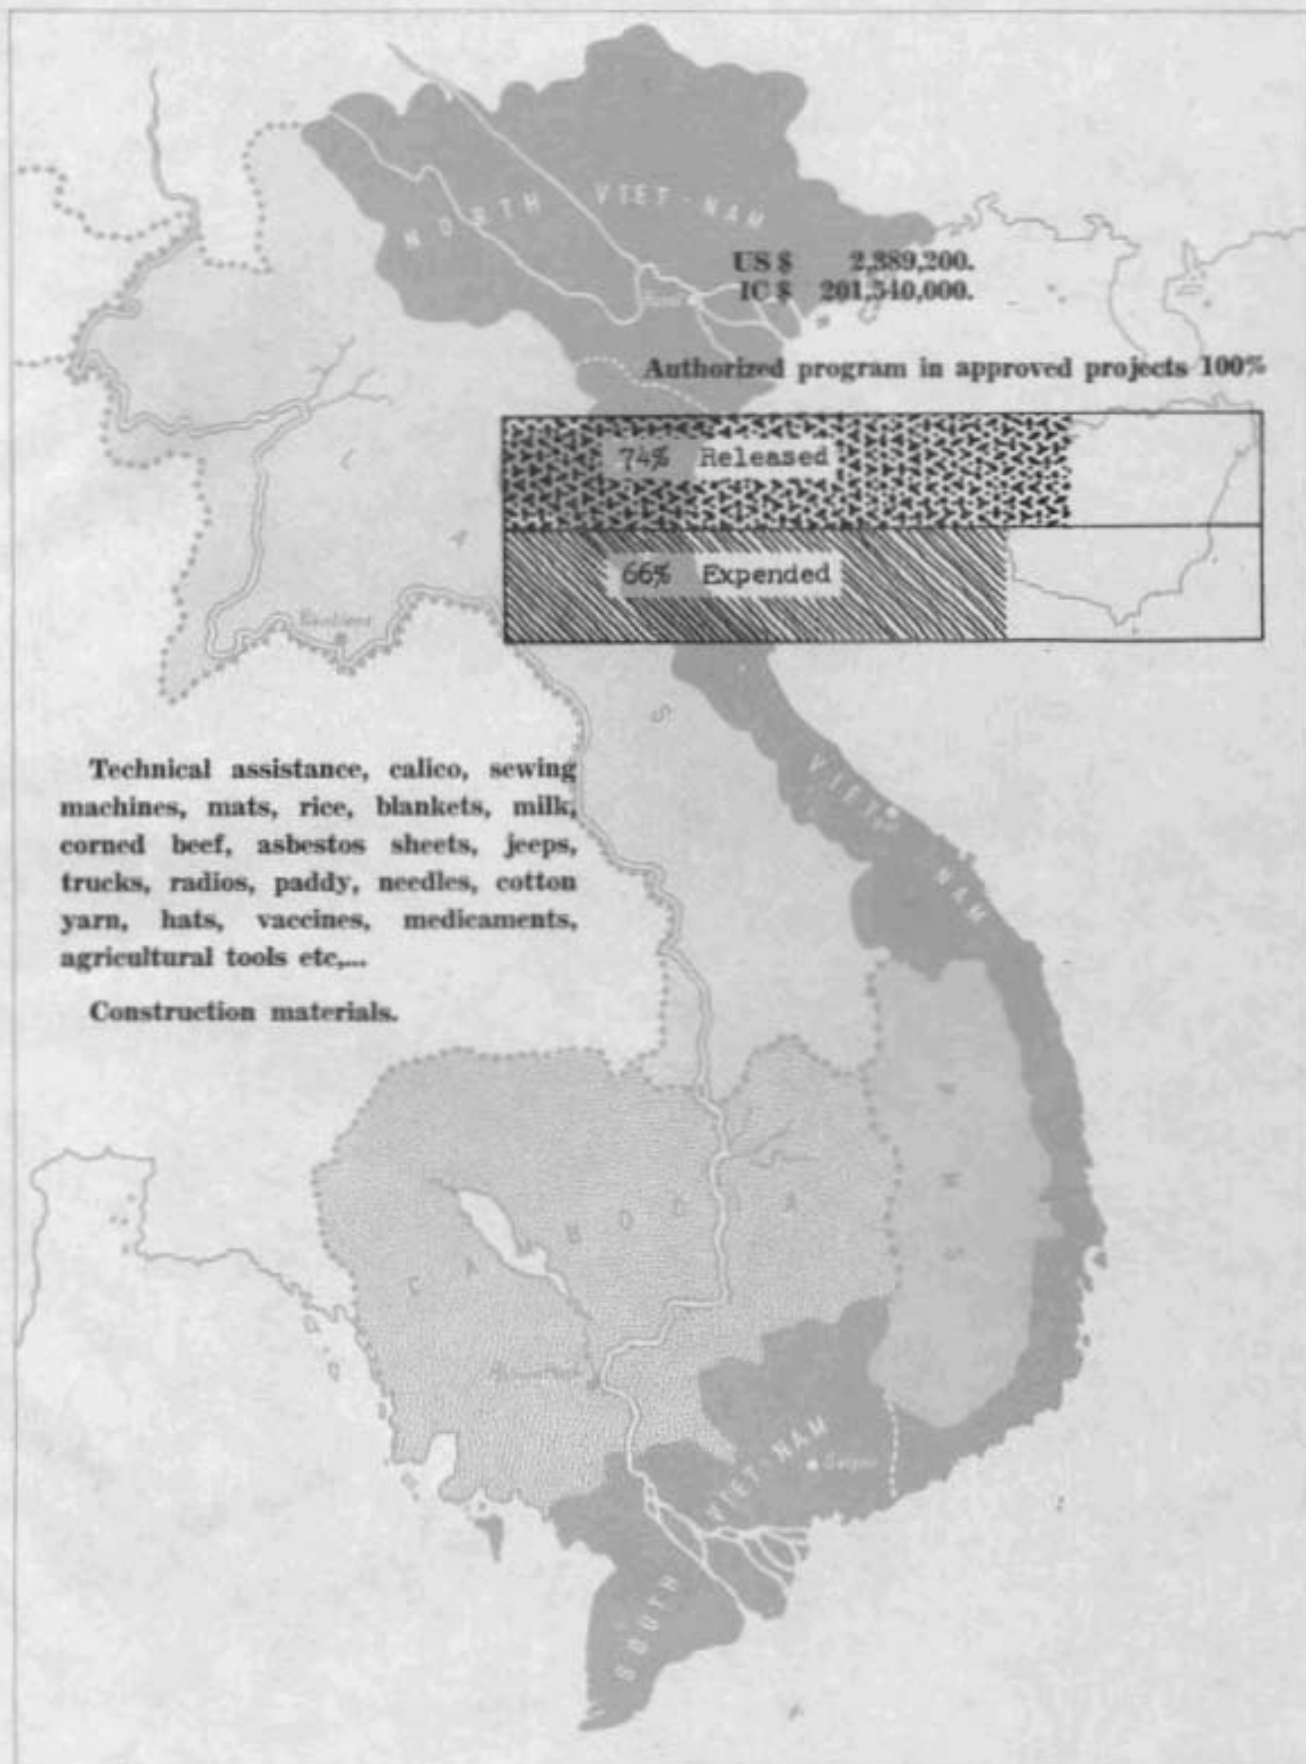 NORTH VIET-NAM
US $ 2,389,200.
IC $ 201,540,000.
Authorized program in approved projects 100%
74% Released
66% Expended
L A O S
Technical assistance, calico, sewing
machines, mats, rice, blankets, milk,
corned beef, asbestos sheets, jeeps,
trucks, radios, paddy, needles, cotton
yarn, hats, vaccines, medicaments,
agricultural tools etc,...
Construction materials.
VIET NAM
CAMBODIA
SOUTH VIET-NAM